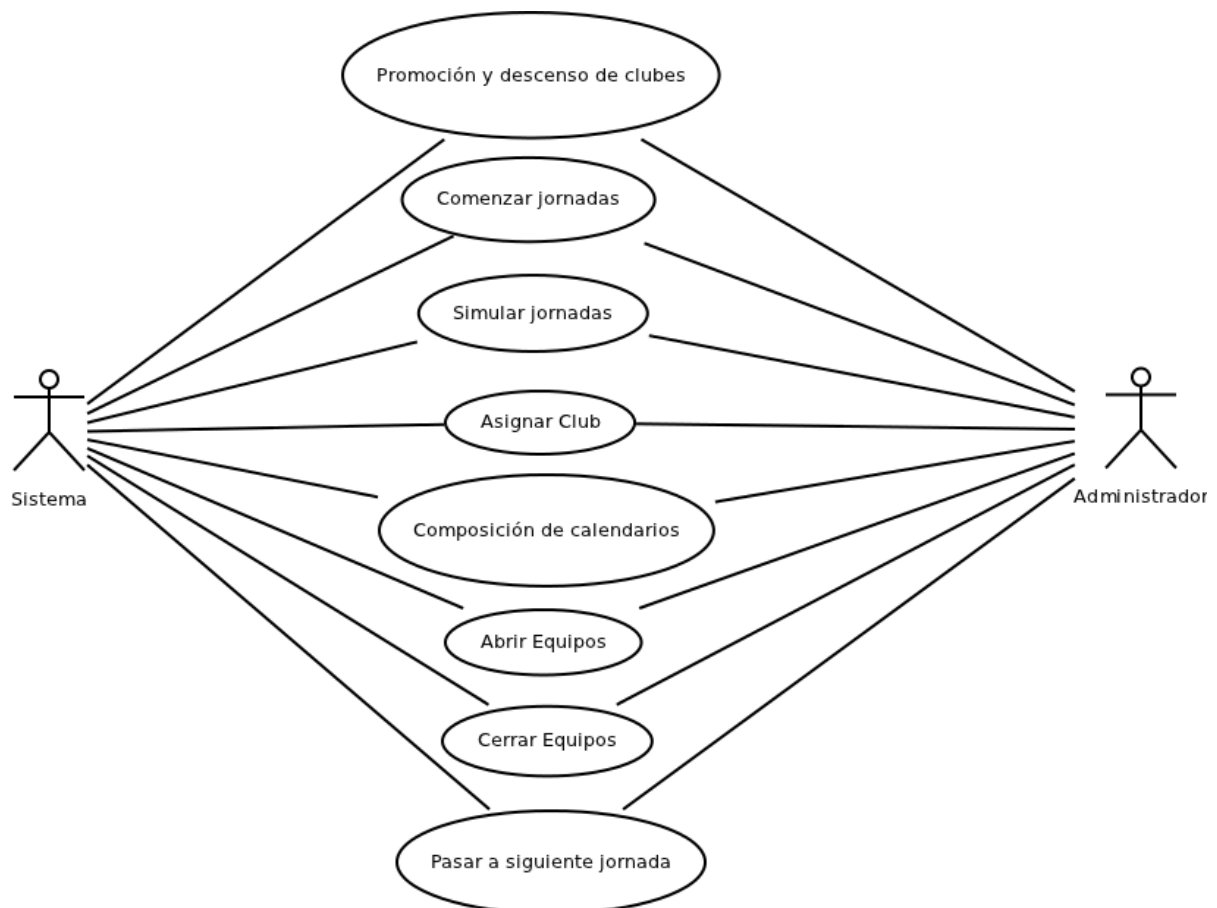 Promoción y descenso de clubes
Comenzar jornadas
Simular jornadas
Asignar Club
Sistema
Administrador
Composición de calendarios
Abrir Equipos
Cerrar Equipos
Pasar a siguiente jornada